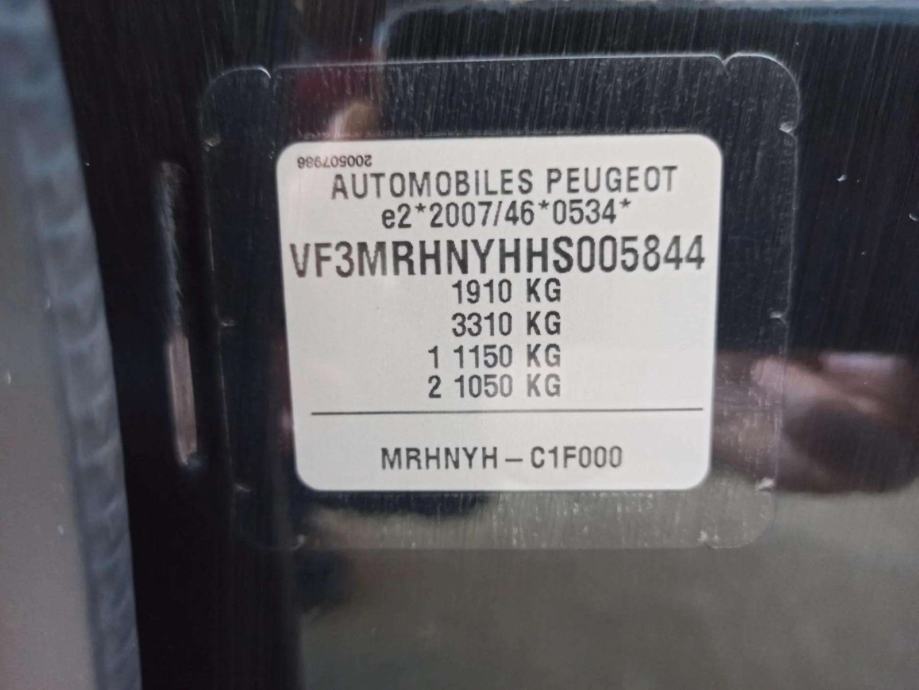 200507986
AUTOMOBILES PEUGEOT
e2*2007/46*0534*
VF3MRHNYHHS005844
1910 KG
3310 KG
1 1150 KG
2 1050 KG
MRHNYH – C1F000